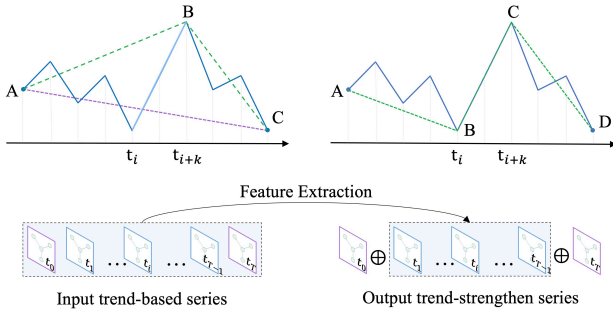 B
A
C
t_i t_{i+k}
C
A
B
D
t_i t_{i+k}
Feature Extraction
t_0 t_1 ... t_i ... t_{T-1} t_T
t_0 ⊕ t_1 ... t_i ... t_{T-1} ⊕ t_T
Input trend-based series
Output trend-strengthen series